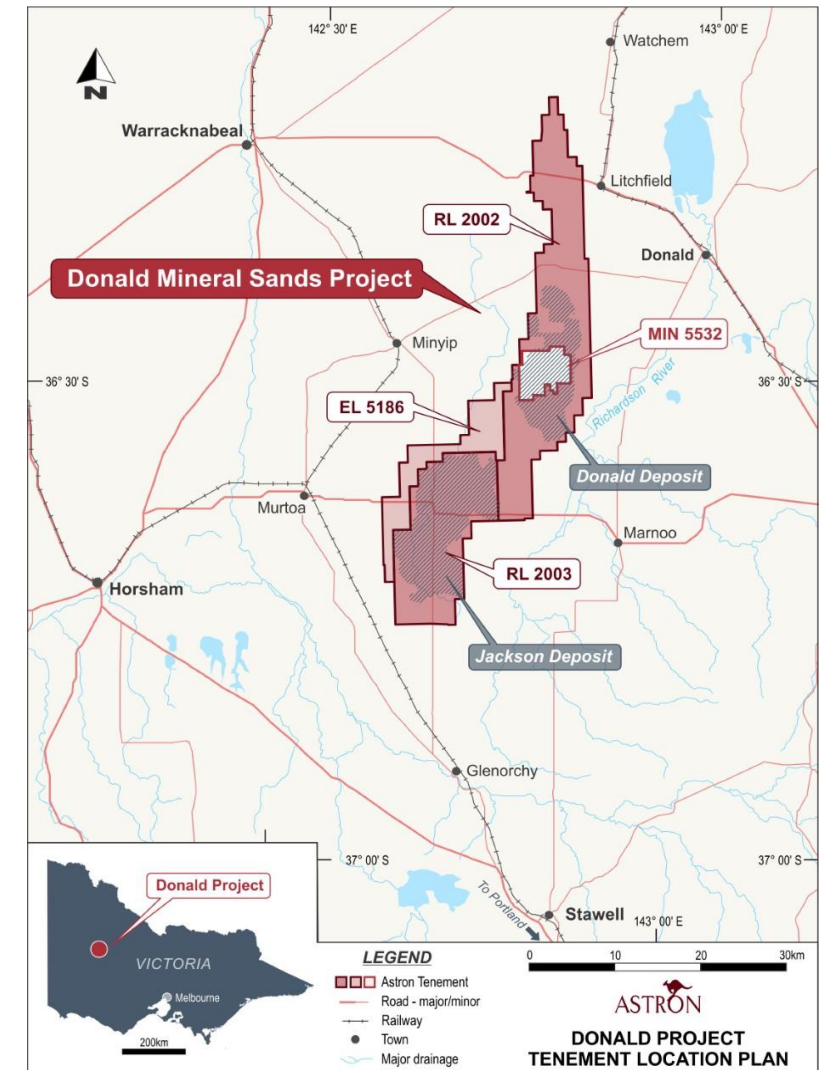 142° 30' E
143° 00' E
Watchem
N
Warracknabeal
Litchfield
RL 2002
Donald
Donald Mineral Sands Project
MIN 5532
Minyip
36° 30' S
36° 30' S
Richardson River
EL 5186
Donald Deposit
Murtoa
Marnoo
RL 2003
Horsham
Jackson Deposit
Glenorchy
37° 00' S
37° 00' S
To Portland
Stawell
143° 00' E
Donald Project
VICTORIA
Melbourne
200km
LEGEND
Astron Tenement
Road - major/minor
Railway
Town
Major drainage
0 10 20 30km
ASTRON
DONALD PROJECT
TENEMENT LOCATION PLAN